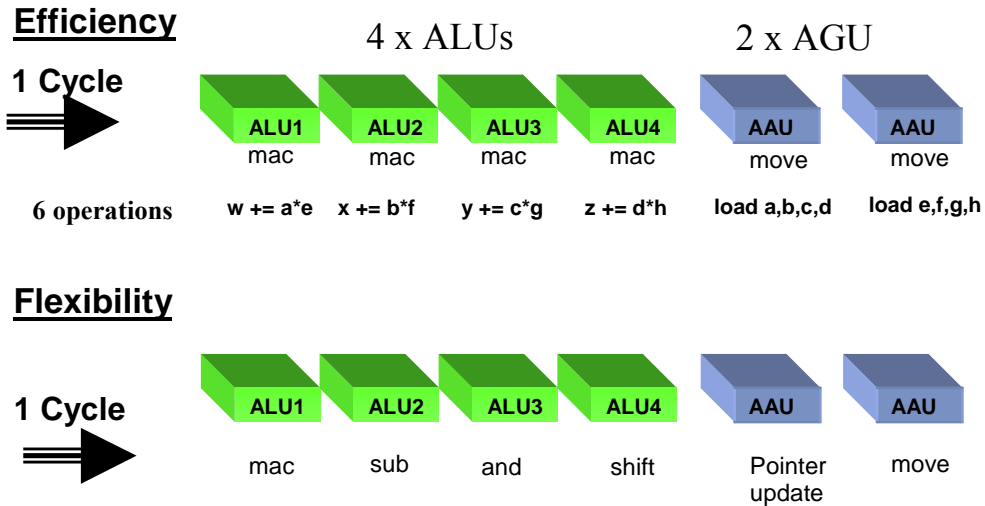 Efficiency
4 x ALUs 2 x AGU
1 Cycle
ALU1 ALU2 ALU3 ALU4 AAU AAU
mac mac mac mac move move
6 operations w += a*e x += b*f y += c*g z += d*h load a,b,c,d load e,f,g,h
Flexibility
1 Cycle
ALU1 ALU2 ALU3 ALU4 AAU AAU
mac sub and shift Pointer move
update